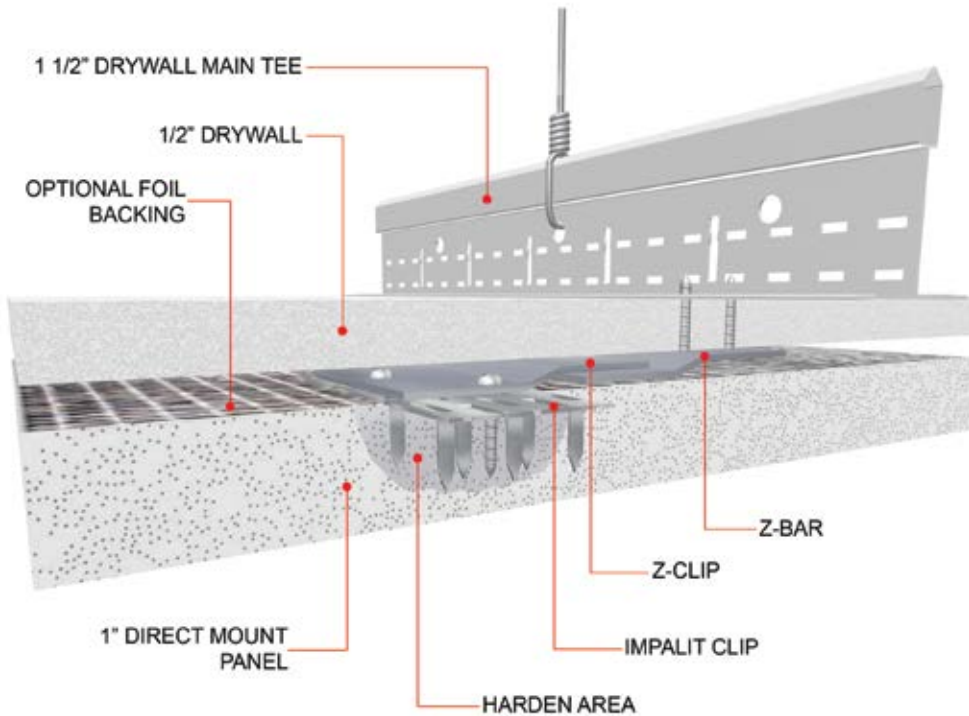 1 1/2” DRYWALL MAIN TEE
1/2” DRYWALL
OPTIONAL FOIL
BACKING
Z-BAR
Z-CLIP
1” DIRECT MOUNT
PANEL
IMPALIT CLIP
HARDEN AREA